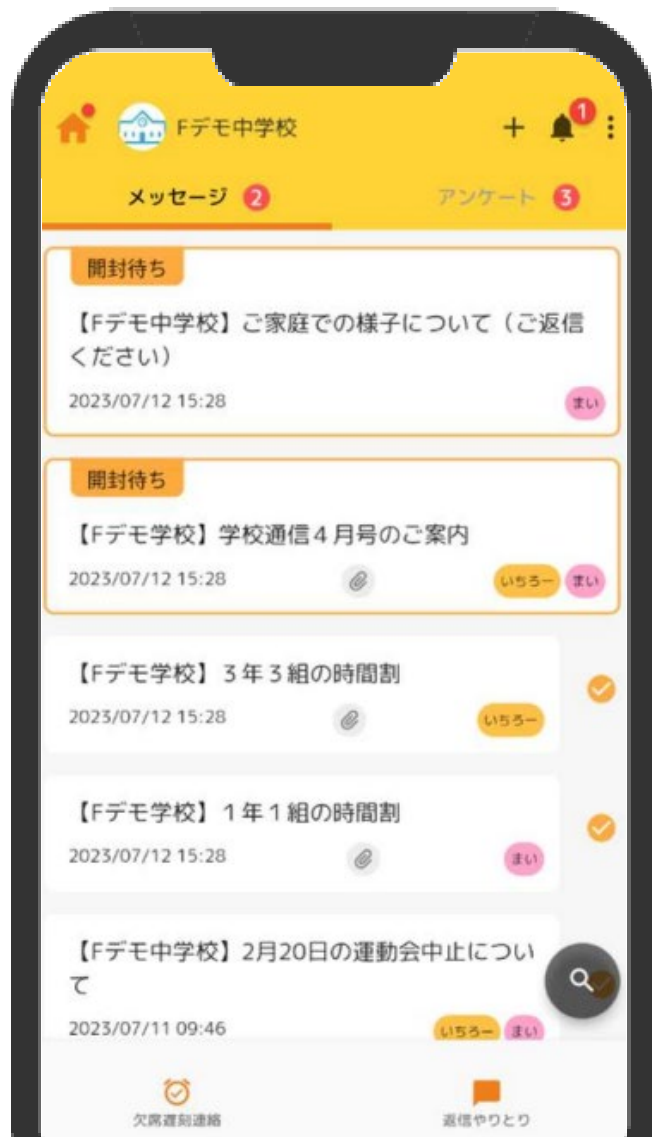 Fデモ中学校
1
メッセージ 2
アンケート 3
開封待ち
【Fデモ中学校】ご家庭での様子について（ご返信
ください）
2023/07/12 15:28
まい
開封待ち
【Fデモ学校】学校通信４月号のご案内
2023/07/12 15:28
いちろー
まい
【Fデモ学校】３年３組の時間割
2023/07/12 15:28
いちろー
【Fデモ学校】１年１組の時間割
2023/07/12 15:28
まい
【Fデモ中学校】2月20日の運動会中止につい
て
2023/07/11 09:46
いちろー
まい
欠席遅刻連絡
返信やりとり